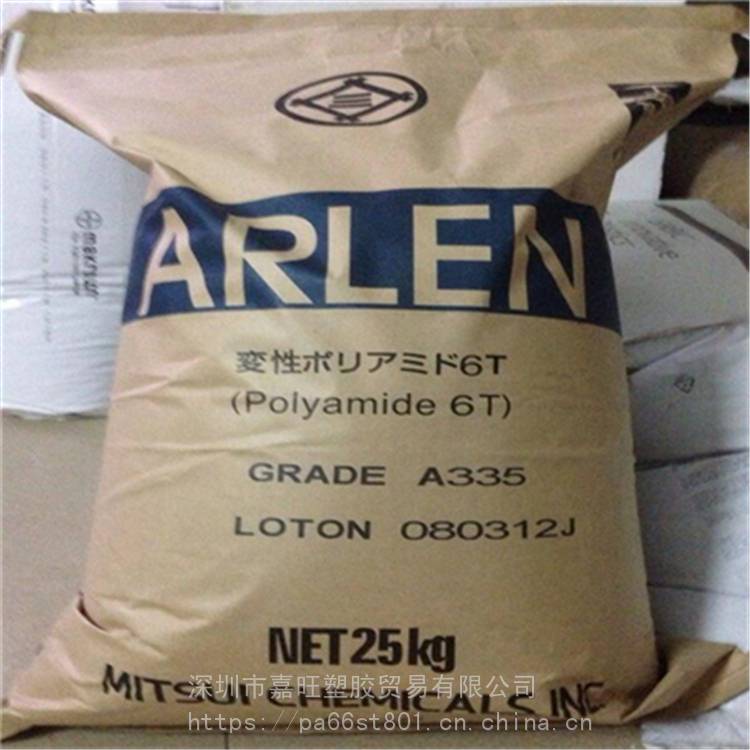 ARLEN
変性ポリアミド6T
(Polyamide 6T)
GRADE A335
LOTON 080312J
NET25kg
MITSUI CHEMICALS, INC
深圳市嘉旺塑胶贸易有限公司
https://pa66st801.cn.china.cn